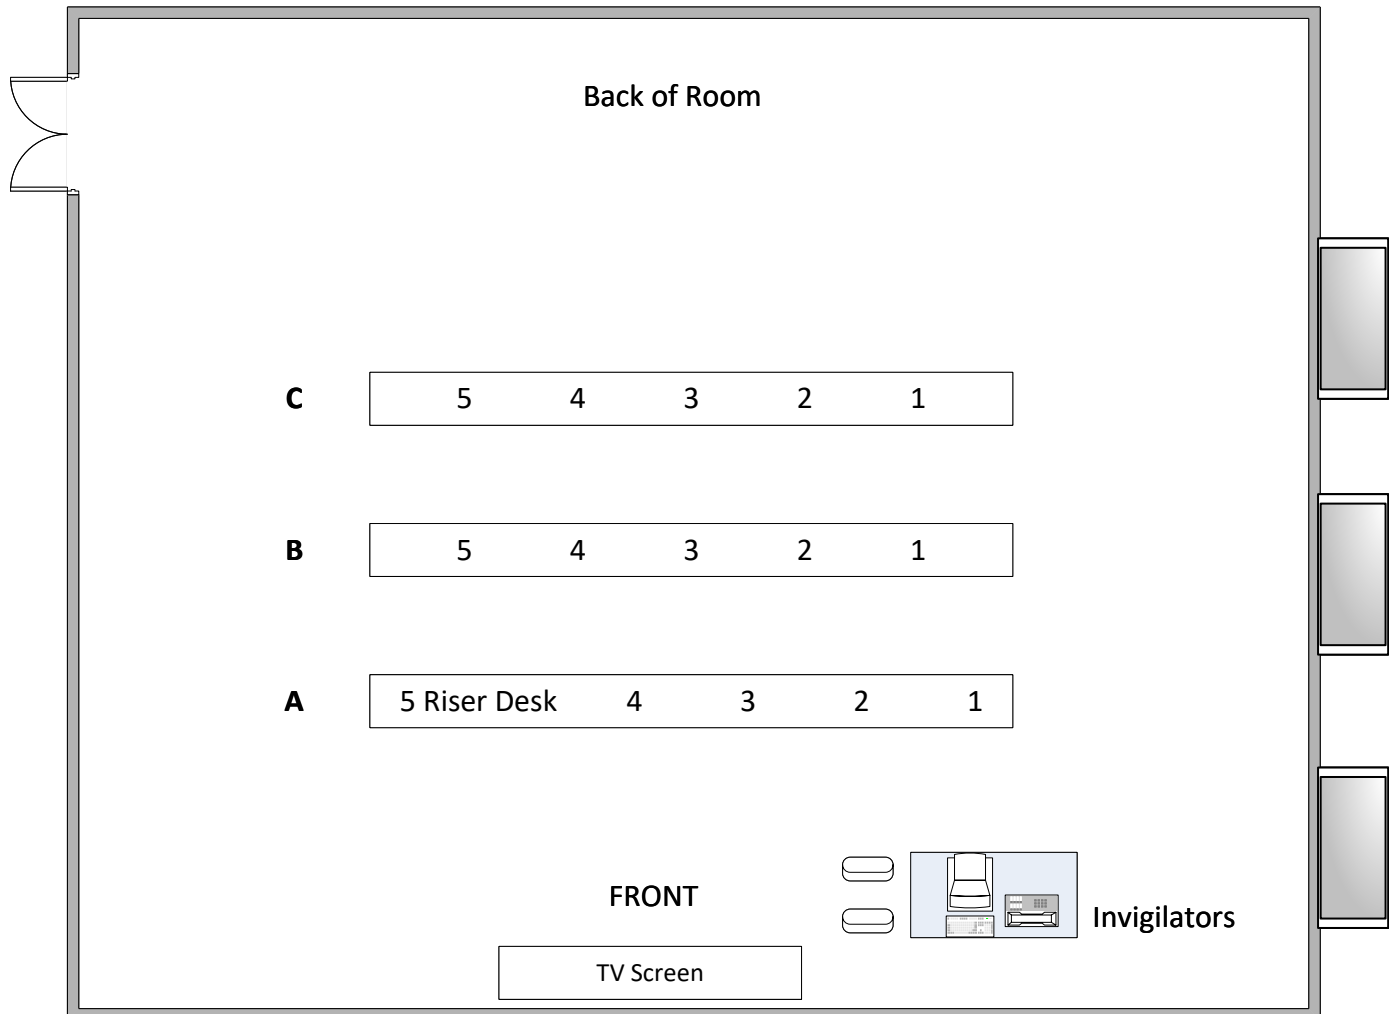 Back of Room
C 5 4 3 2 1
B 5 4 3 2 1
A 5 Riser Desk 4 3 2 1
FRONT
Invigilators
TV Screen